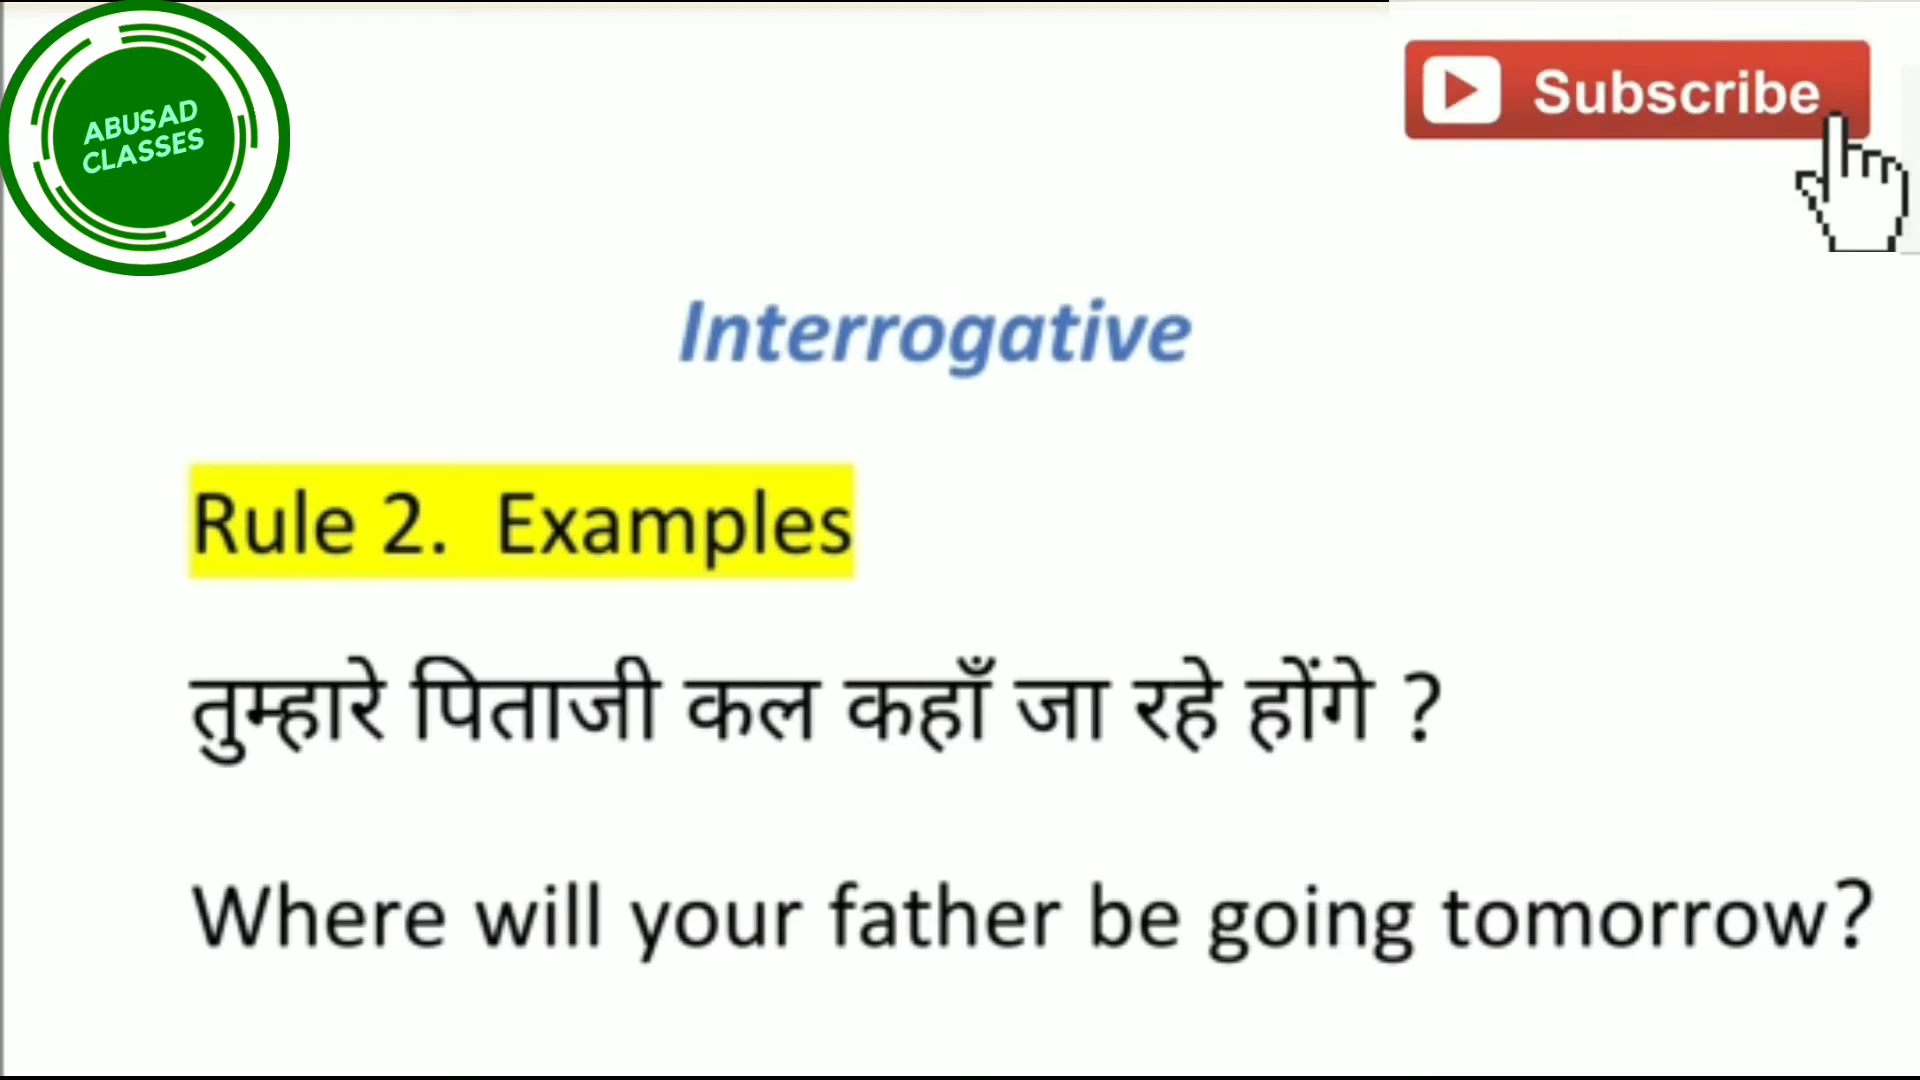 ABUSAD
CLASSES
Subscribe
Interrogative
Rule 2. Examples
तुम्हारे पिताजी कल कहाँ जा रहे होंगे ?
Where will your father be going tomorrow?